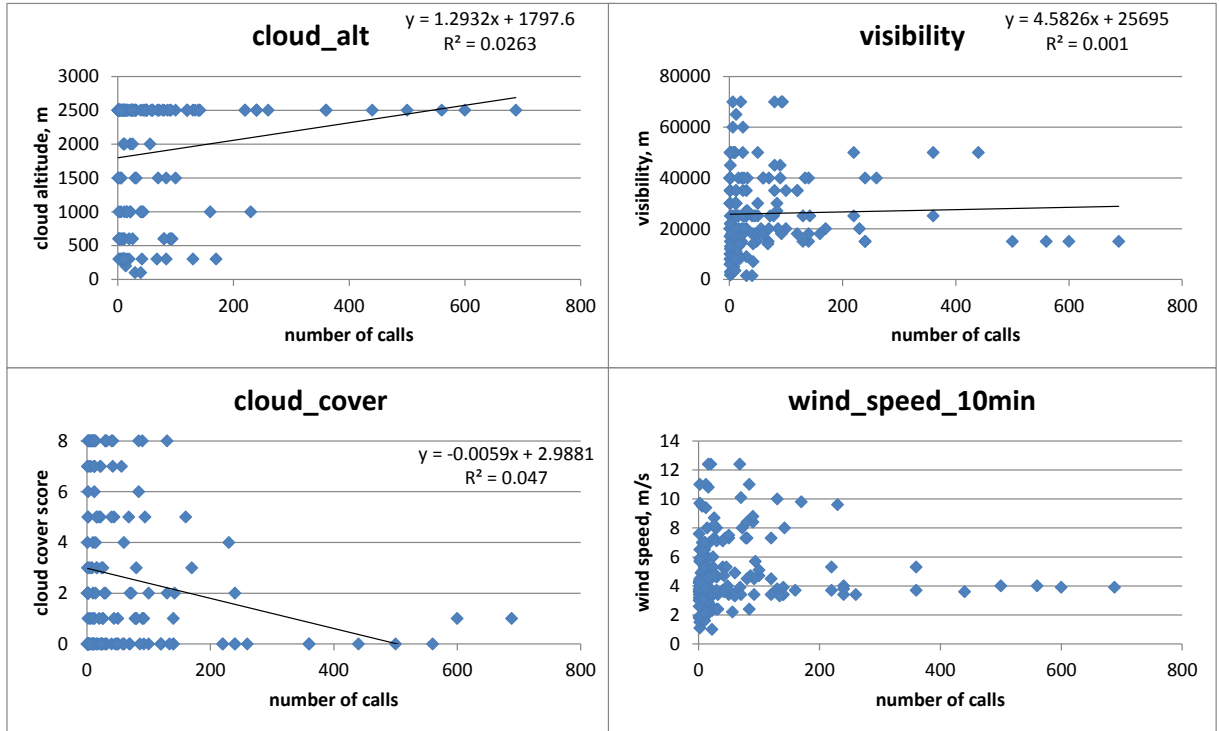 cloud_alt
y = 1.2932x + 1797.6
R² = 0.0263
cloud altitude, m
3000
2500
2000
1500
1000
500
0
0 200 400 600 800
number of calls
visibility
y = 4.5826x + 25695
R² = 0.001
visibility, m
80000
60000
40000
20000
0
0 200 400 600 800
number of calls
cloud_cover
y = -0.0059x + 2.9881
R² = 0.047
cloud cover score
8
6
4
2
0
0 200 400 600 800
number of calls
wind_speed_10min
wind speed, m/s
14
12
10
8
6
4
2
0
0 200 400 600 800
number of calls